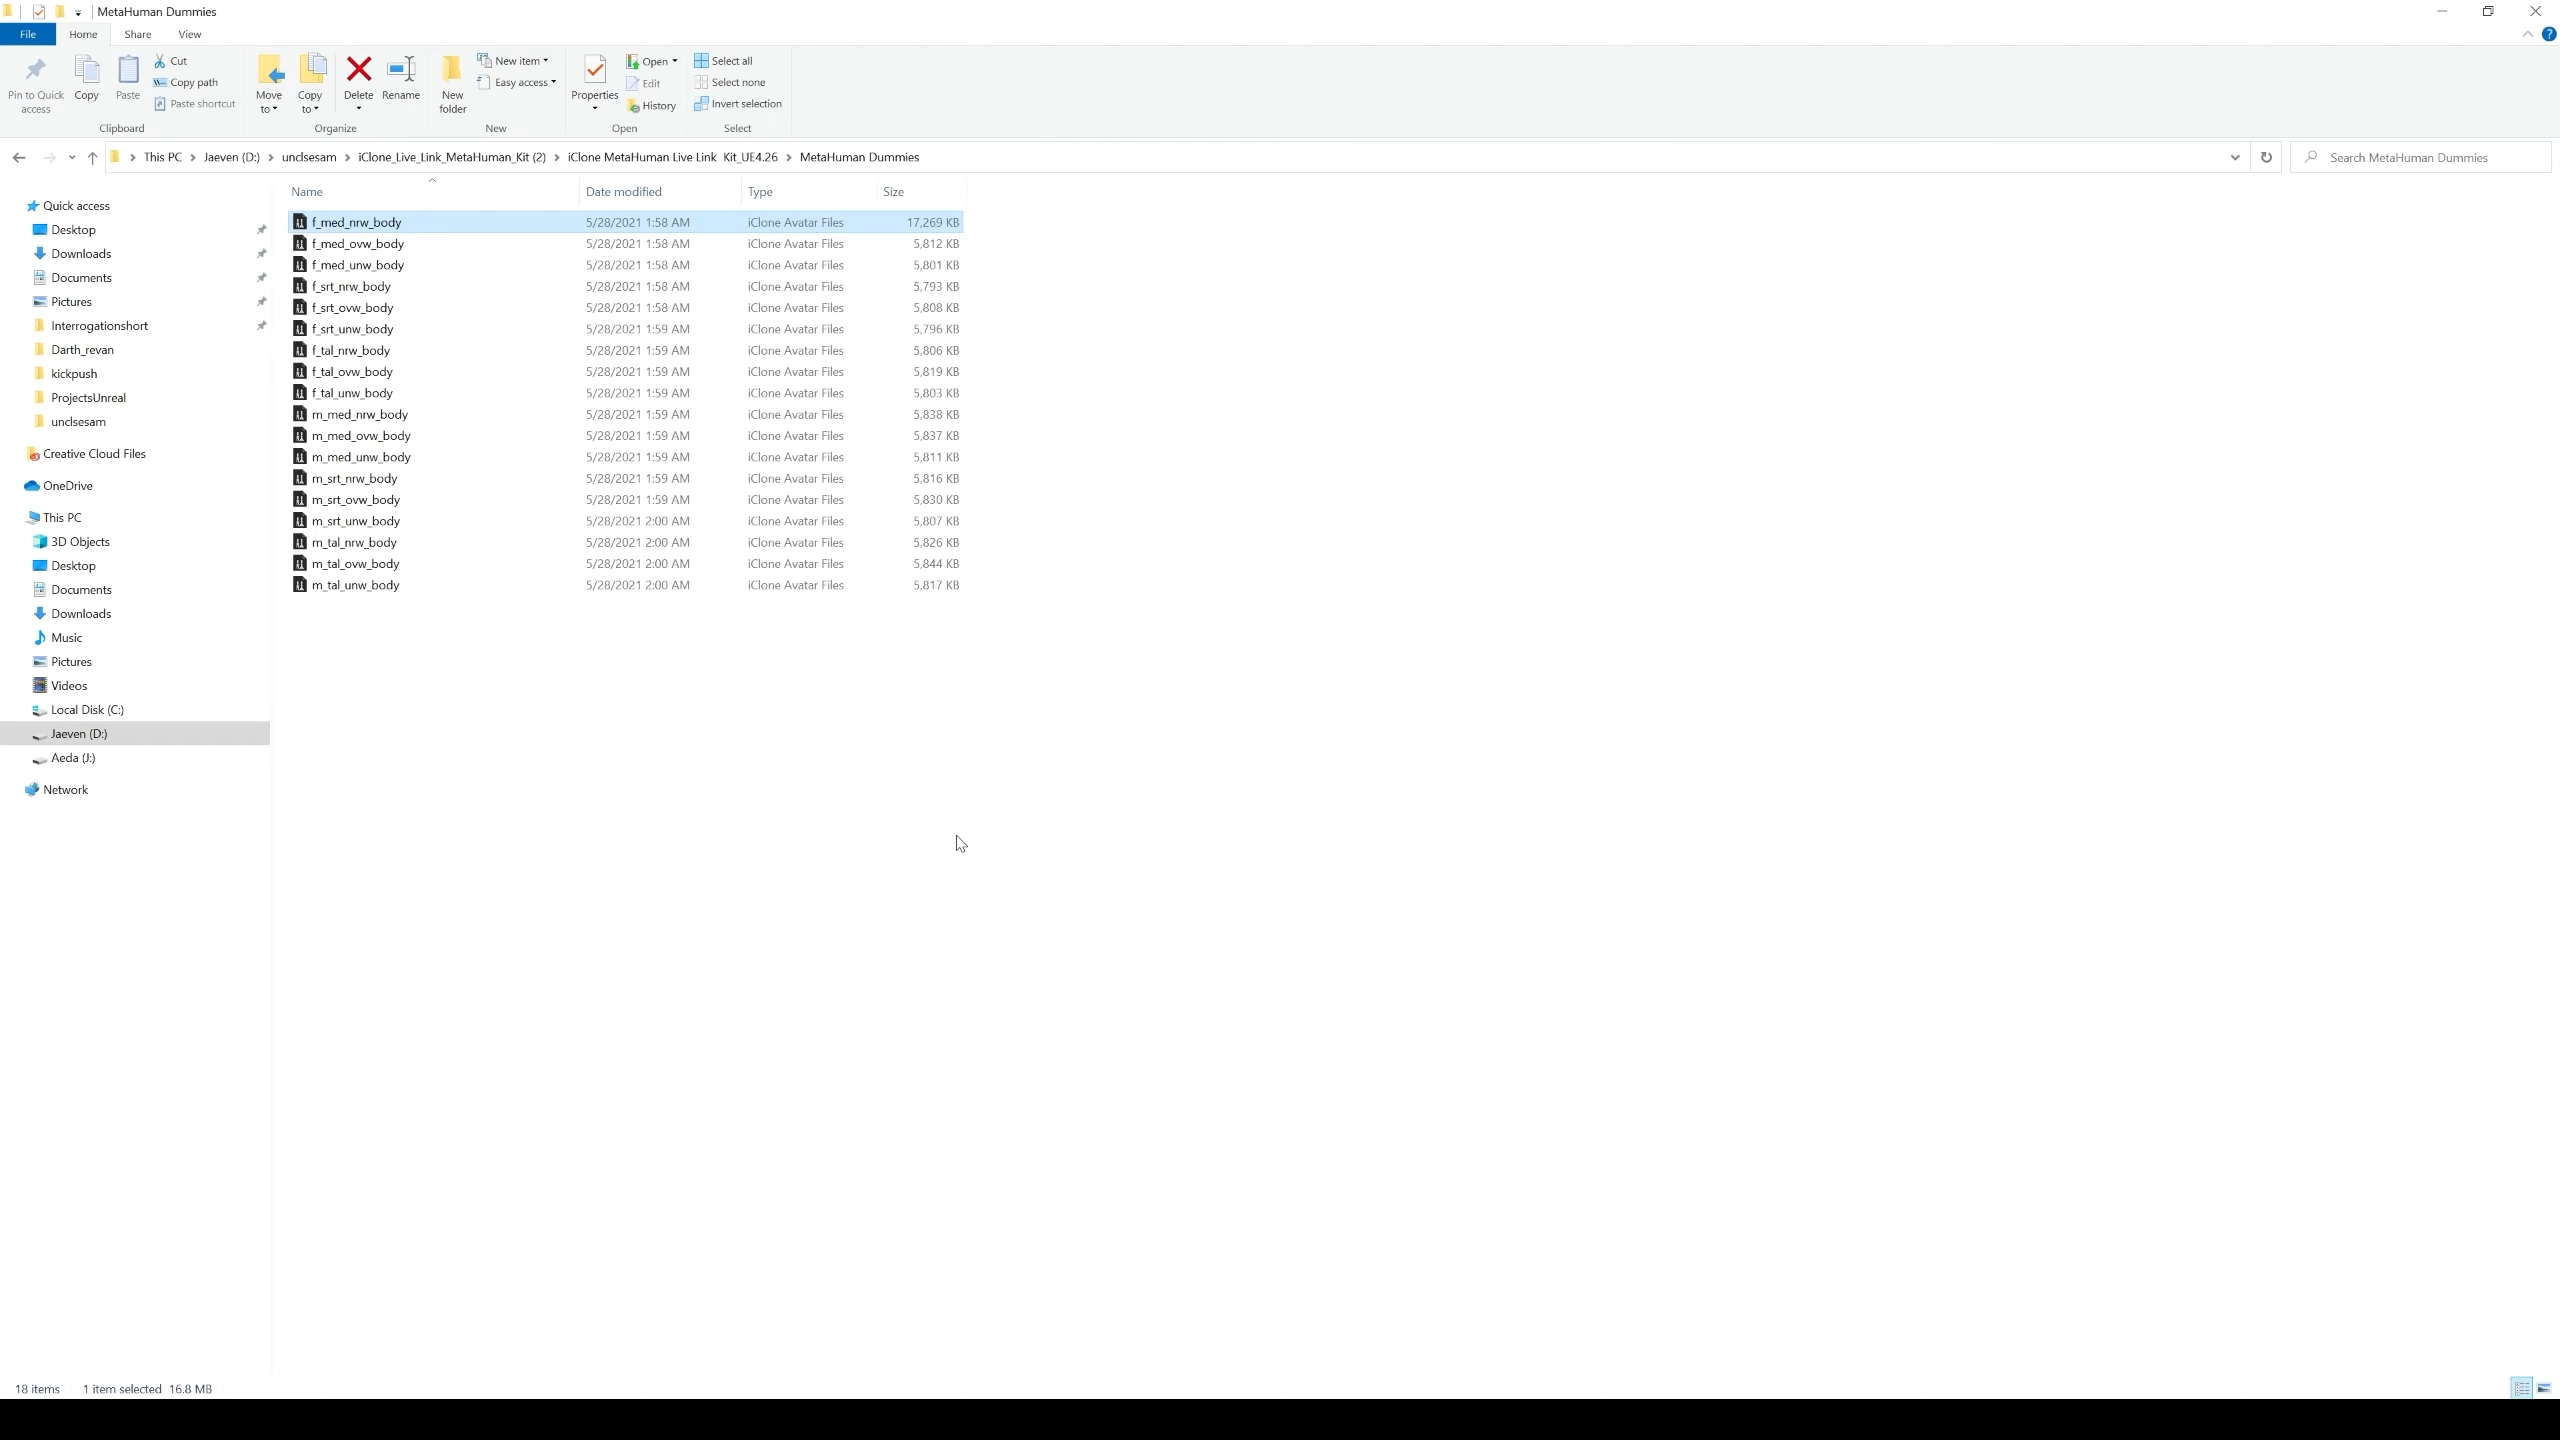 MetaHuman Dummies
File Home Share View
Pin to Quick access
Copy
Paste
Cut
Copy path
Paste shortcut
Clipboard
Move to
Copy to
Delete
Rename
Organize
New folder
New item
Easy access
New
Properties
Open
Edit
History
Open
Select all
Select none
Invert selection
Select
This PC > Jaeven (D:) > unclsesam > iClone_Live_Link_MetaHuman_Kit (2) > iClone MetaHuman Live Link Kit_UE4.26 > MetaHuman Dummies
Search MetaHuman Dummies
Quick access
Desktop
Downloads
Documents
Pictures
Interrogationshort
Darth_revan
kickpush
ProjectsUnreal
unclsesam
Creative Cloud Files
OneDrive
This PC
3D Objects
Desktop
Documents
Downloads
Music
Pictures
Videos
Local Disk (C:)
Jaeven (D:)
Aeda (J:)
Network
Name Date modified Type Size
f_med_nrw_body 5/28/2021 1:58 AM iClone Avatar Files 17,269 KB
f_med_ovw_body 5/28/2021 1:58 AM iClone Avatar Files 5,812 KB
f_med_unw_body 5/28/2021 1:58 AM iClone Avatar Files 5,801 KB
f_srt_nrw_body 5/28/2021 1:58 AM iClone Avatar Files 5,793 KB
f_srt_ovw_body 5/28/2021 1:58 AM iClone Avatar Files 5,808 KB
f_srt_unw_body 5/28/2021 1:59 AM iClone Avatar Files 5,796 KB
f_tal_nrw_body 5/28/2021 1:59 AM iClone Avatar Files 5,806 KB
f_tal_ovw_body 5/28/2021 1:59 AM iClone Avatar Files 5,819 KB
f_tal_unw_body 5/28/2021 1:59 AM iClone Avatar Files 5,803 KB
m_med_nrw_body 5/28/2021 1:59 AM iClone Avatar Files 5,838 KB
m_med_ovw_body 5/28/2021 1:59 AM iClone Avatar Files 5,837 KB
m_med_unw_body 5/28/2021 1:59 AM iClone Avatar Files 5,811 KB
m_srt_nrw_body 5/28/2021 1:59 AM iClone Avatar Files 5,816 KB
m_srt_ovw_body 5/28/2021 1:59 AM iClone Avatar Files 5,830 KB
m_srt_unw_body 5/28/2021 2:00 AM iClone Avatar Files 5,807 KB
m_tal_nrw_body 5/28/2021 2:00 AM iClone Avatar Files 5,826 KB
m_tal_ovw_body 5/28/2021 2:00 AM iClone Avatar Files 5,844 KB
m_tal_unw_body 5/28/2021 2:00 AM iClone Avatar Files 5,817 KB
18 items 1 item selected 16.8 MB